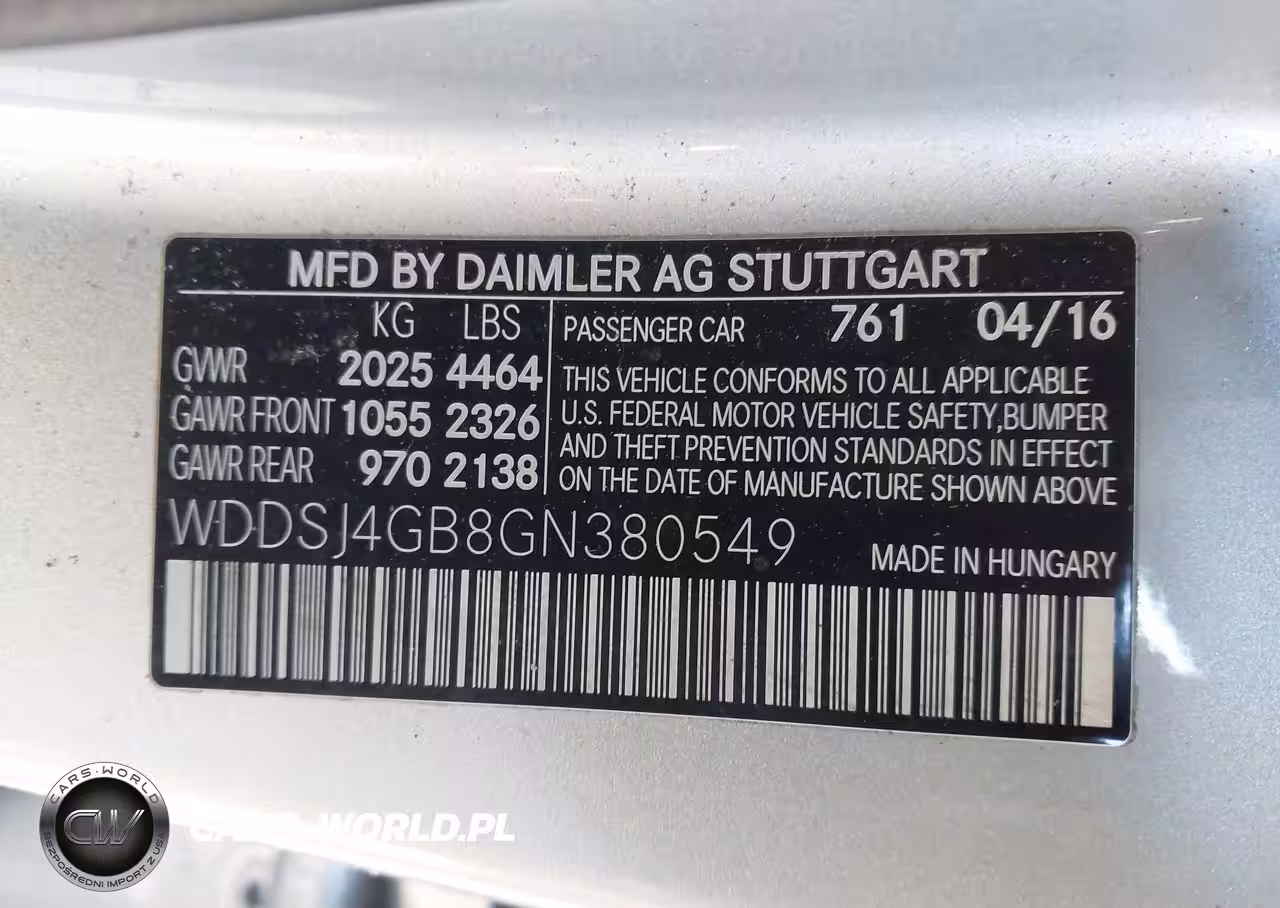 MFD BY DAIMLER AG STUTTGART
KG LBS
GVWR 2025 4464
GAWR FRONT 1055 2326
GAWR REAR 970 2138
PASSENGER CAR 761 04/16
THIS VEHICLE CONFORMS TO ALL APPLICABLE
U.S. FEDERAL MOTOR VEHICLE SAFETY,BUMPER
AND THEFT PREVENTION STANDARDS IN EFFECT
ON THE DATE OF MANUFACTURE SHOWN ABOVE
WDDSJ4GB8GN380549
MADE IN HUNGARY
CARS-WORLD
CW
BEZPOŚREDNI IMPORT Z USA
CARS-WORLD.PL